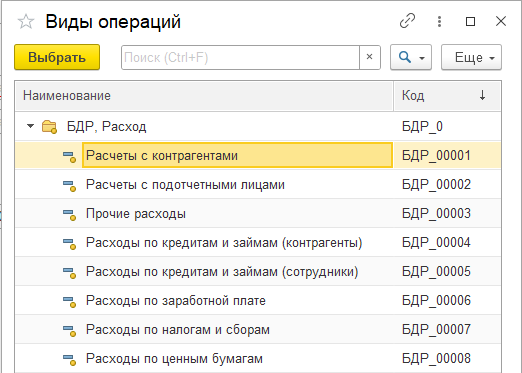 Виды операций
Выбрать Поиск (Ctrl+F) × Еще
Наименование Код ↓
БДР, Расход БДР_0
Расчеты с контрагентами БДР_00001
Расчеты с подотчетными лицами БДР_00002
Прочие расходы БДР_00003
Расходы по кредитам и займам (контрагенты) БДР_00004
Расходы по кредитам и займам (сотрудники) БДР_00005
Расходы по заработной плате БДР_00006
Расходы по налогам и сборам БДР_00007
Расходы по ценным бумагам БДР_00008